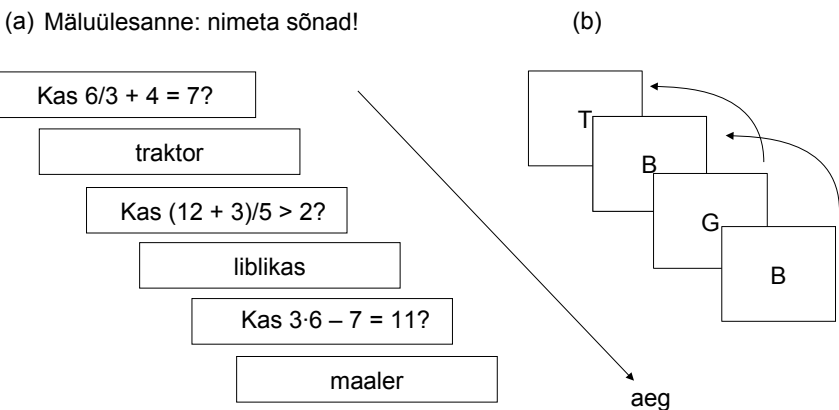 (a) Mäluülesanne: nimeta sõnad!
Kas 6/3 + 4 = 7?
traktor
Kas (12 + 3)/5 > 2?
liblikas
Kas 3·6 – 7 = 11?
maaler
aeg
(b)
T
B
G
B